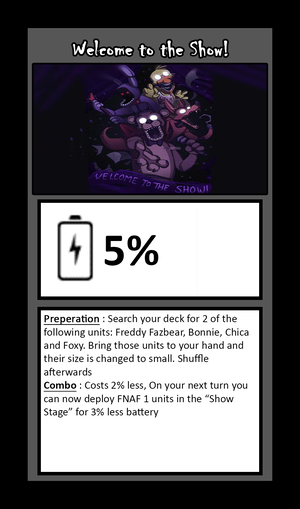 Welcome to the Show!
WELCOME TO THE SHOW!
5%
Preperation : Search your deck for 2 of the
following units: Freddy Fazbear, Bonnie, Chica
and Foxy. Bring those units to your hand and
their size is changed to small. Shuffle
afterwards
Combo : Costs 2% less, On your next turn you
can now deploy FNAF 1 units in the “Show
Stage” for 3% less battery